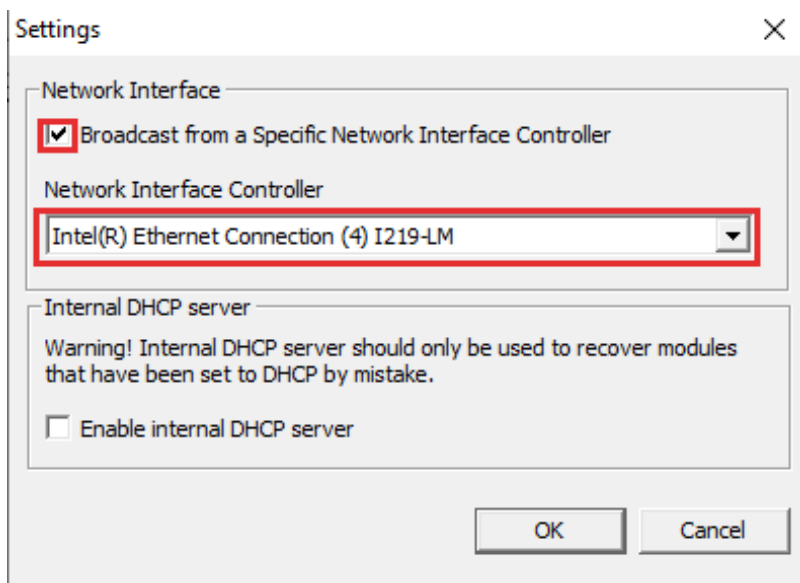 Settings
Network Interface
Broadcast from a Specific Network Interface Controller
Network Interface Controller
Intel(R) Ethernet Connection (4) I219-LM
Internal DHCP server
Warning! Internal DHCP server should only be used to recover modules
that have been set to DHCP by mistake.
Enable internal DHCP server
OK
Cancel